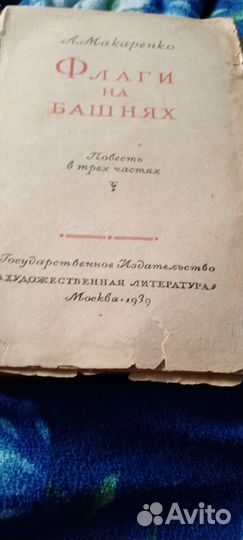 А. Макаренко
Флаги
на
башнях
Повесть
в трех частях
Государственное Издательство
«Художественная литература»
Москва · 1939
Avito